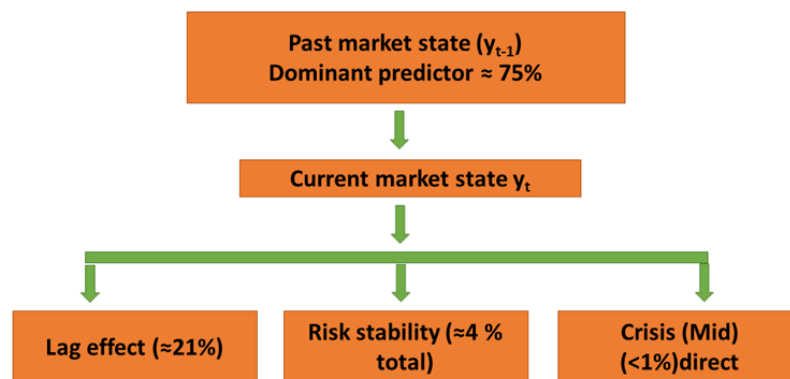 Past market state (yt-1)
Dominant predictor ≈ 75%
Current market state yt
Lag effect (≈21%)
Risk stability (≈4 %
total)
Crisis (Mid)
(<1%)direct